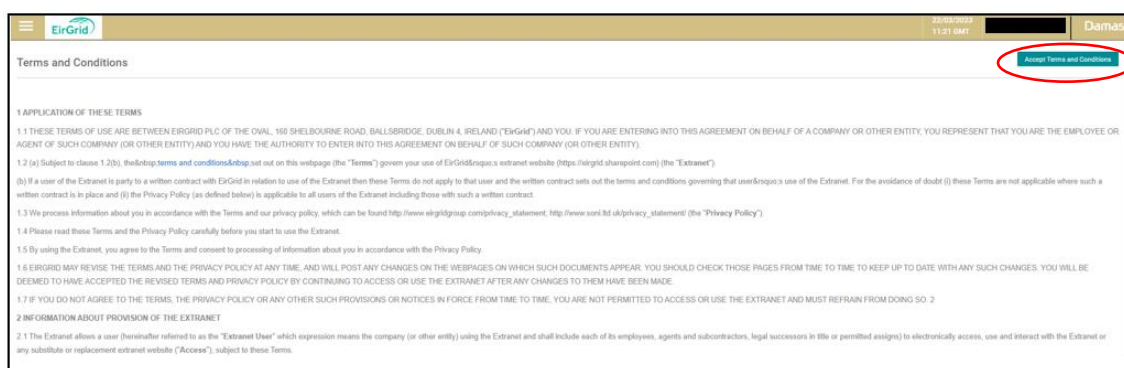 EirGrid
22/03/2023
11:21 GMT
Damas
Terms and Conditions
Accept Terms and Conditions
1 APPLICATION OF THESE TERMS
1.1 THESE TERMS OF USE ARE BETWEEN EIRGRID PLC OF THE OVAL, 160 SHELBOURNE ROAD, BALLSBRIDGE, DUBLIN 4, IRELAND ("EirGrid") AND YOU. IF YOU ARE ENTERING INTO THIS AGREEMENT ON BEHALF OF A COMPANY OR OTHER ENTITY, YOU REPRESENT THAT YOU ARE THE EMPLOYEE OR
AGENT OF SUCH COMPANY (OR OTHER ENTITY) AND YOU HAVE THE AUTHORITY TO ENTER INTO THIS AGREEMENT ON BEHALF OF SUCH COMPANY (OR OTHER ENTITY).
1.2 (a) Subject to clause 1.2(b), the&nbsp;terms and conditions&nbsp;set out on this webpage (the "Terms") govern your use of EirGrid&rsquo;s extranet website (https://eirgrid.sharepoint.com) (the "Extranet").
(b) If a user of the Extranet is party to a written contract with EirGrid in relation to use of the Extranet then these Terms do not apply to that user and the written contract sets out the terms and conditions governing that user&rsquo;s use of the Extranet. For the avoidance of doubt (i) these Terms are not applicable where such a
written contract is in place and (ii) the Privacy Policy (as defined below) is applicable to all users of the Extranet including those with such a written contract
1.3 We process information about you in accordance with the Terms and our privacy policy, which can be found http://www.eirgridgroup.com/privacy_statement; http://www.soni.ltd.uk/privacy_statement/ (the "Privacy Policy")
1.4 Please read these Terms and the Privacy Policy carefully before you start to use the Extranet.
1.5 By using the Extranet, you agree to the Terms and consent to processing of information about you in accordance with the Privacy Policy.
1.6 EIRGRID MAY REVISE THE TERMS AND THE PRIVACY POLICY AT ANY TIME, AND WILL POST ANY CHANGES ON THE WEBPAGES ON WHICH SUCH DOCUMENTS APPEAR. YOU SHOULD CHECK THOSE PAGES FROM TIME TO TIME TO KEEP UP TO DATE WITH ANY SUCH CHANGES. YOU WILL BE
DEEMED TO HAVE ACCEPTED THE REVISED TERMS AND PRIVACY POLICY BY CONTINUING TO ACCESS OR USE THE EXTRANET AFTER ANY CHANGES TO THEM HAVE BEEN MADE.
1.7 IF YOU DO NOT AGREE TO THE TERMS, THE PRIVACY POLICY OR ANY OTHER SUCH PROVISIONS OR NOTICES IN FORCE FROM TIME TO TIME, YOU ARE NOT PERMITTED TO ACCESS OR USE THE EXTRANET AND MUST REFRAIN FROM DOING SO. 2
2 INFORMATION ABOUT PROVISION OF THE EXTRANET
2.1 The Extranet allows a user (hereinafter referred to as the "Extranet User" which expression means the company (or other entity) using the Extranet and shall include each of its employees, agents and subcontractors, legal successors in title or permitted assigns) to electronically access, use and interact with the Extranet or
any substitute or replacement extranet website ("Access"), subject to these Terms.